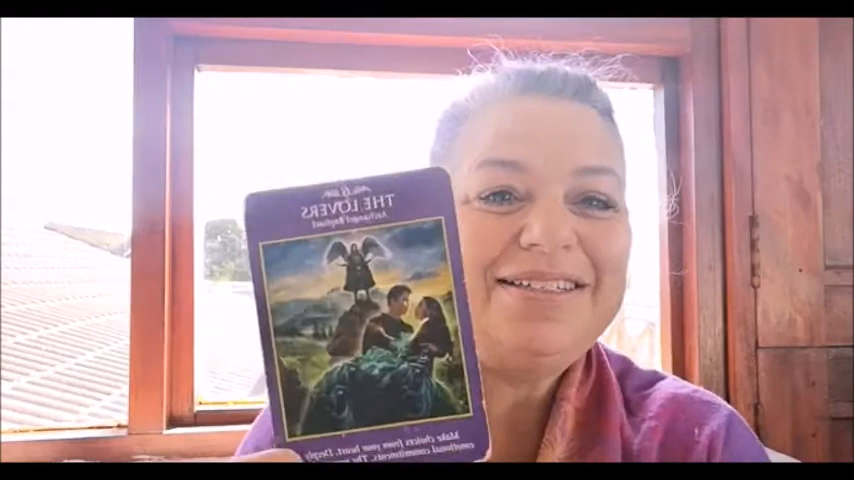 THE LOVERS
Archangel Raphael
Make choices from your heart. Deeply
emotional commitments. The